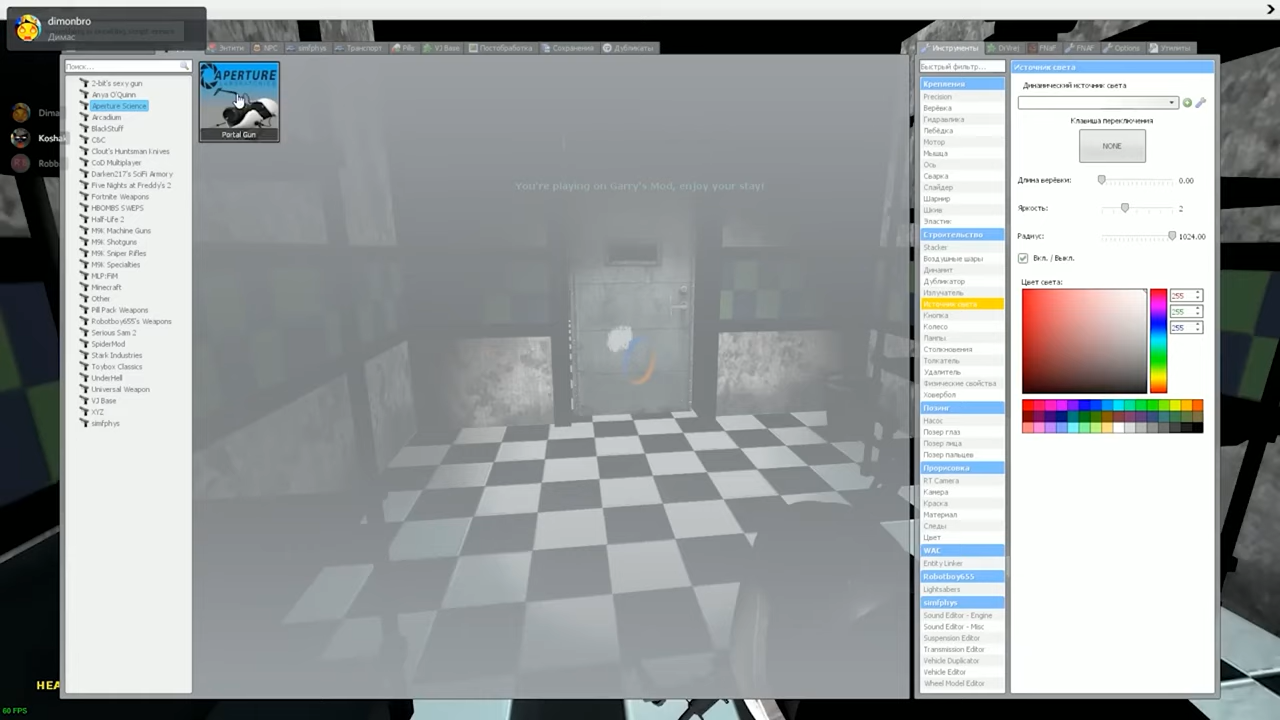 dimonbro
Димас
Энтити
NPC
simfphys
Транспорт
Pills
VJ Base
Постобработка
Сохранения
Дубликаты
Поиск...
2-bit's sexy gun
Anya O'Quinn
Aperture Science
Arcadium
BlackStuff
C&C
Clout's Huntsman Knives
CoD Multiplayer
Darken217's SciFi Armory
Five Nights at Freddy's 2
Fortnite Weapons
HBOMBS SWEPS
Half-Life 2
M9K Machine Guns
M9K Shotguns
M9K Sniper Rifles
M9K Specialties
MLP:FiM
Minecraft
Other
Pill Pack Weapons
Robotboy655's Weapons
Serious Sam 2
SpiderMod
Star Industries
Toybox Classics
UnderHell
Universal Weapon
VJ Base
XYZ
simfphys
APERTURE
LABORATORIES
Portal Gun
Dima
Koshak
Robb
You're playing on Garry's Mod, enjoy your stay!
HEA
60 FPS
Инструменты
DrVrej
FNaF
FNAF
Options
Утилиты
Быстрый фильтр...
Крепления
Precision
Верёвка
Гидравлика
Лебёдка
Мотор
Мышца
Ось
Сварка
Слайдер
Шарнир
Шкив
Эластик
Строительство
Stacker
Воздушные шары
Динамит
Дубликатор
Излучатель
Источник света
Кнопка
Колесо
Лампы
Столкновения
Толкатель
Удалитель
Физические свойства
Ховербол
Позинг
Насос
Позер глаз
Позер лица
Позер пальцев
Прорисовка
RT Camera
Камера
Краска
Материал
Следы
Цвет
WAC
Entity Linker
Robotboy655
Lightsabers
simfphys
Sound Editor - Engine
Sound Editor - Misc
Suspension Editor
Transmission Editor
Vehicle Duplicator
Vehicle Editor
Wheel Model Editor
Источник света
Динамический источник света
Клавиша переключения
NONE
Длина верёвки: 0.00
Яркость: 2
Радиус: 1024.00
Вкл. / Выкл.
Цвет света:
255
255
255